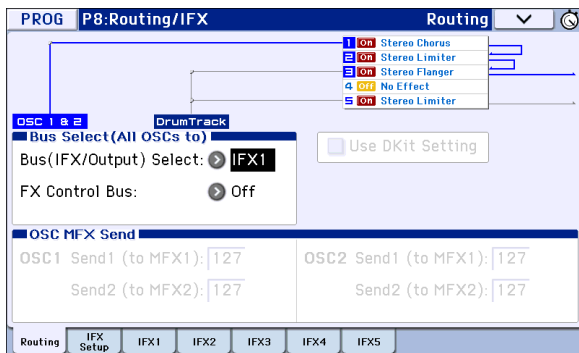 PROG P8:Routing/IFX Routing
1 On Stereo Chorus
2 On Stereo Limiter
3 On Stereo Flanger
4 Off No Effect
5 On Stereo Limiter
OSC 1 & 2 DrumTrack
Bus Select(All OSCs to)
Bus(IFX/Output) Select: IFX1
Use DKit Setting
FX Control Bus: Off
OSC MFX Send
OSC1 Send1 (to MFX1): 127 OSC2 Send1 (to MFX1): 127
Send2 (to MFX2): 127 Send2 (to MFX2): 127
Routing IFX Setup IFX1 IFX2 IFX3 IFX4 IFX5